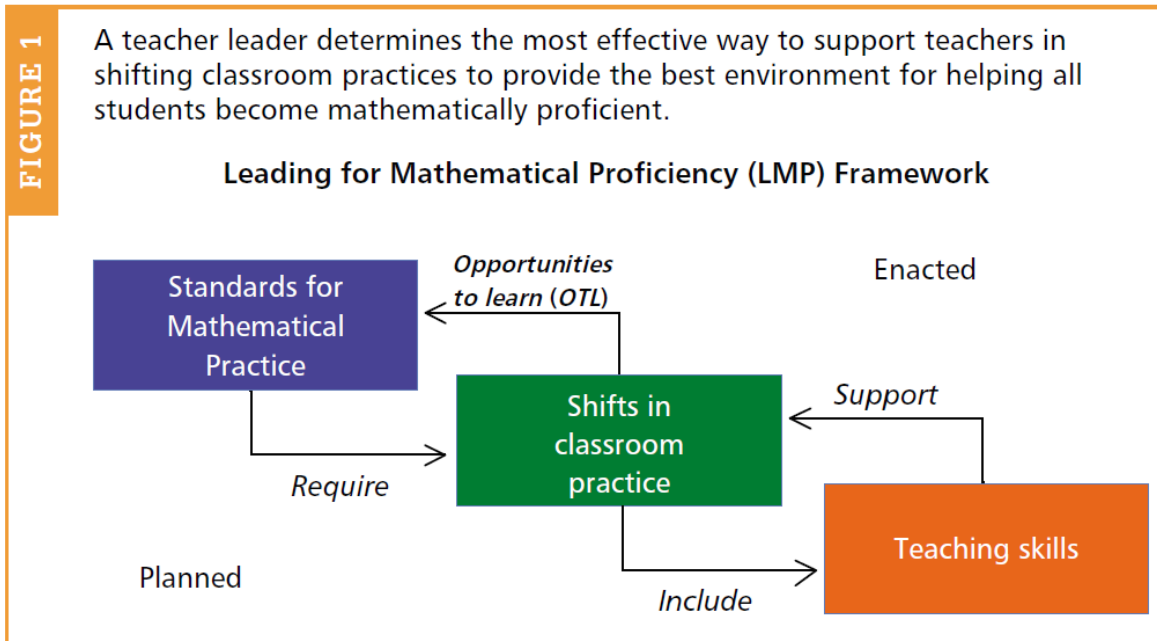 FIGURE 1
A teacher leader determines the most effective way to support teachers in
shifting classroom practices to provide the best environment for helping all
students become mathematically proficient.
Leading for Mathematical Proficiency (LMP) Framework
Opportunities
to learn (OTL)
Enacted
Standards for
Mathematical
Practice
Shifts in
classroom
practice
Support
Require
Teaching skills
Planned
Include